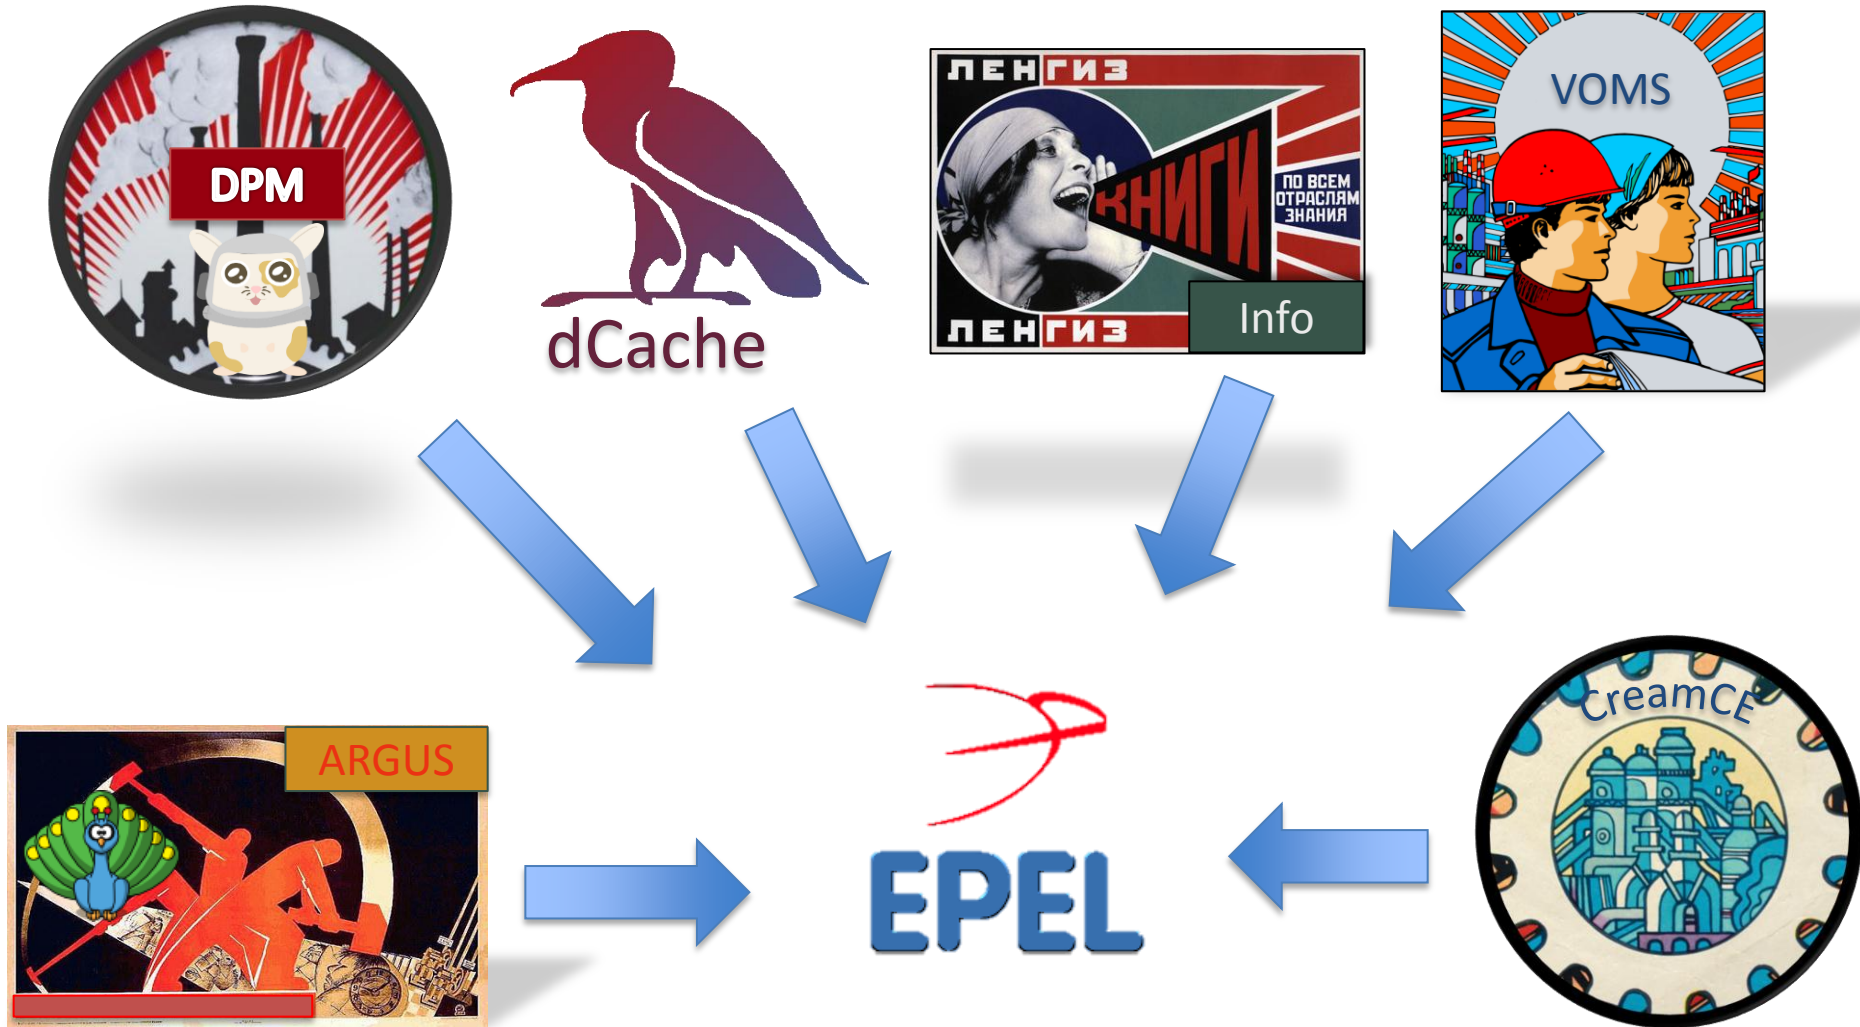 DPM
dCache
ЛЕНГИЗ
КНИГИ
ПО ВСЕМ
ОТРАСЛЯМ
ЗНАНИЯ
ЛЕНГИЗ
Info
VOMS
ARGUS
EPEL
CreamCE